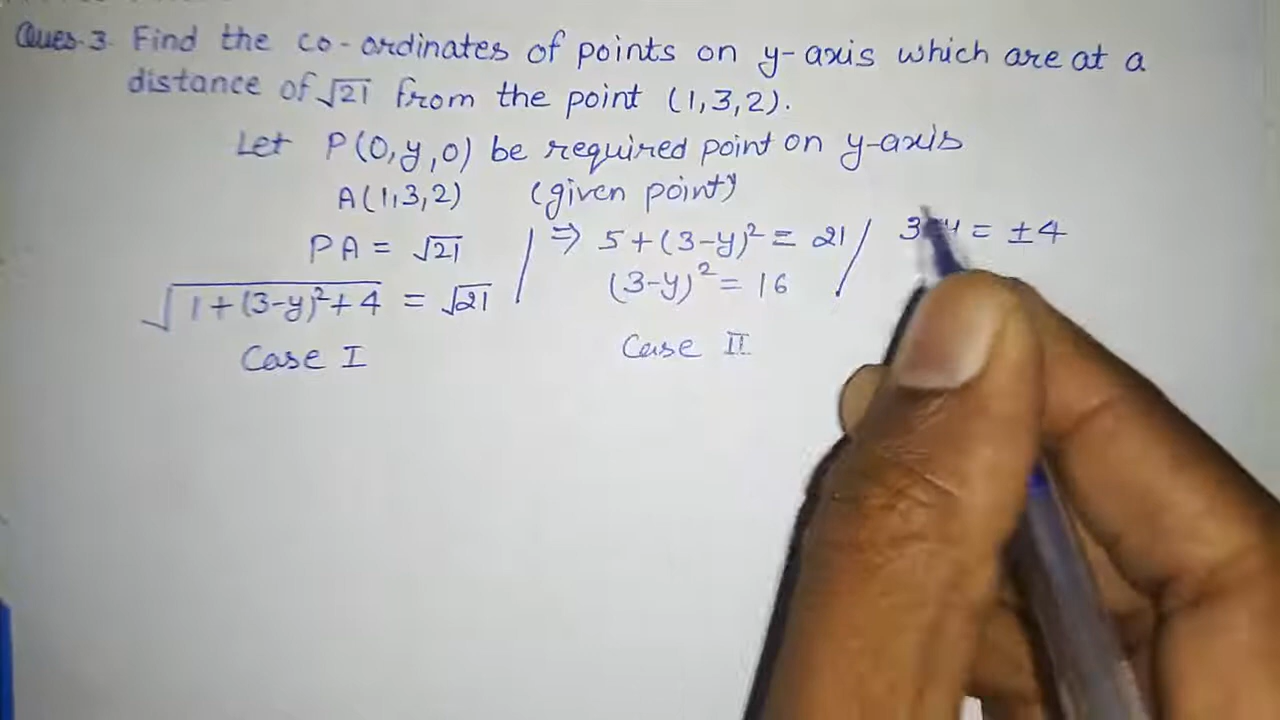 Ques.3. Find the co-ordinates of points on y-axis which are at a
distance of √21 from the point (1,3,2).
Let P(0,y,0) be required point on y-axis
A(1,3,2) (given point)
PA = √21
√1+(3-y)²+4 = √21
⇒ 5+(3-y)² = 21
(3-y)² = 16
3-y = ±4
Case I
Case II